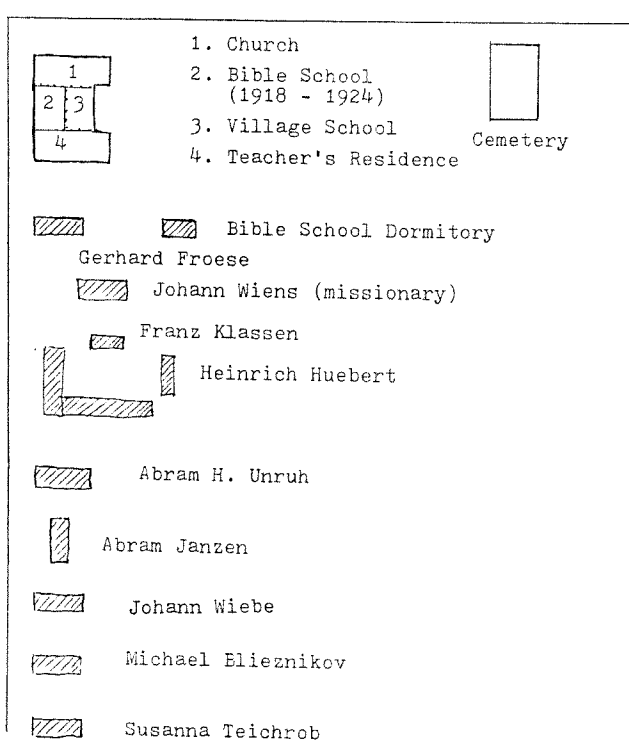 1
2 3
4
1. Church
2. Bible School
(1918 - 1924)
3. Village School
4. Teacher's Residence
Cemetery
Bible School Dormitory
Gerhard Froese
Johann Wiens (missionary)
Franz Klassen
Heinrich Huebert
Abram H. Unruh
Abram Janzen
Johann Wiebe
Michael Blieznikov
Susanna Teichrob